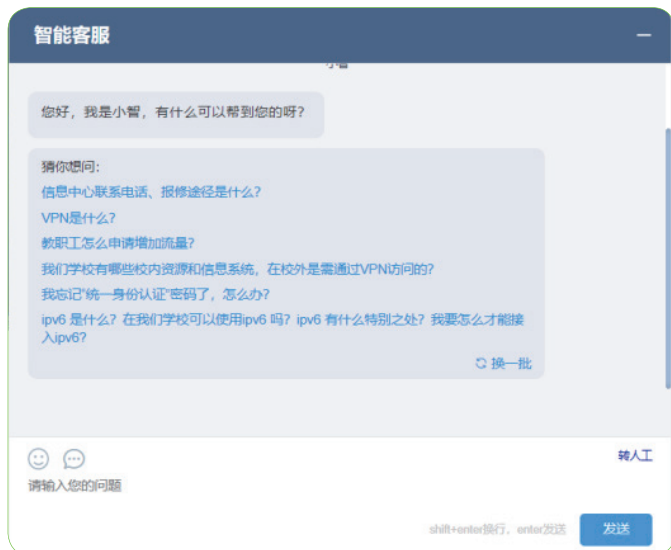 智能客服
小智
您好，我是小智，有什么可以帮到您的呀？
猜你想问：
信息中心联系电话、报修途径是什么？
VPN是什么？
教职工怎么申请增加流量？
我们学校有哪些校内资源和信息系统，在校外是需通过VPN访问的？
我忘记"统一身份认证"密码了，怎么办？
ipv6 是什么？在我们学校可以使用ipv6 吗？ipv6 有什么特别之处？我要怎么才能接
入ipv6？
换一批
转人工
请输入您的问题
shift+enter换行，enter发送
发送